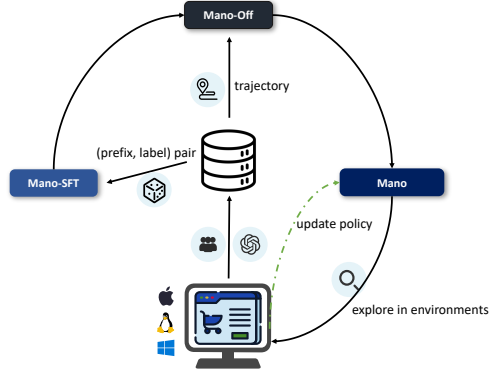 Mano-Off
trajectory
(prefix, label) pair
Mano-SFT
Mano
update policy
explore in environments